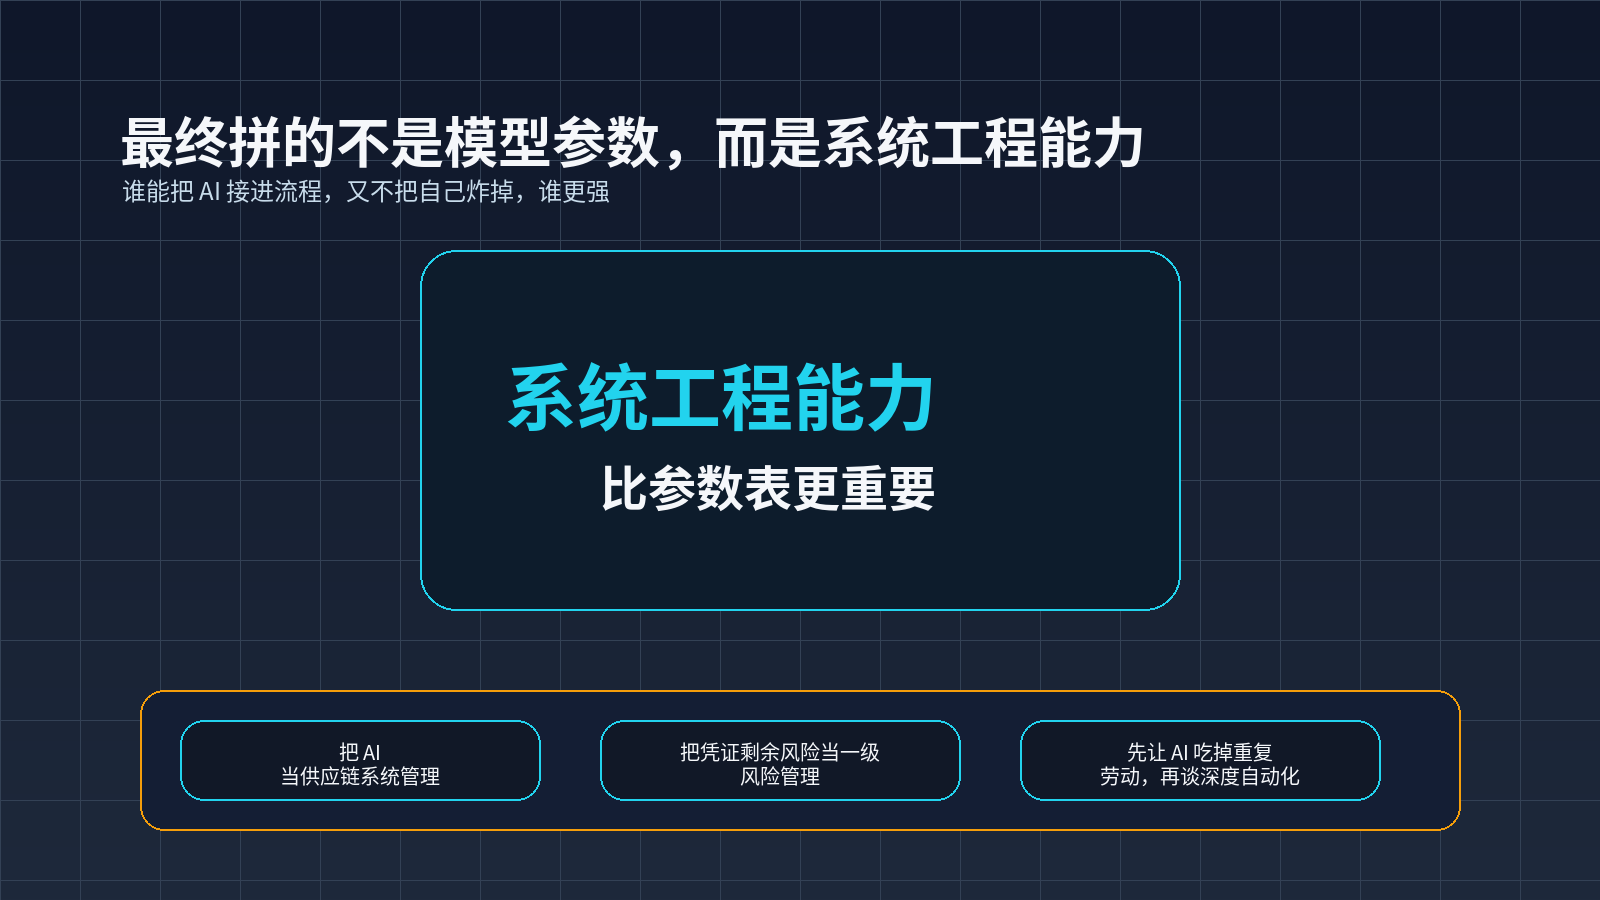 最终拼的不是模型参数，而是系统工程能力
谁能把 AI 接进流程，又不把自己炸掉，谁更强
系统工程能力
比参数表更重要
把 AI
当供应链系统管理
把凭证剩余风险当一级
风险管理
先让 AI 吃掉重复
劳动，再谈深度自动化